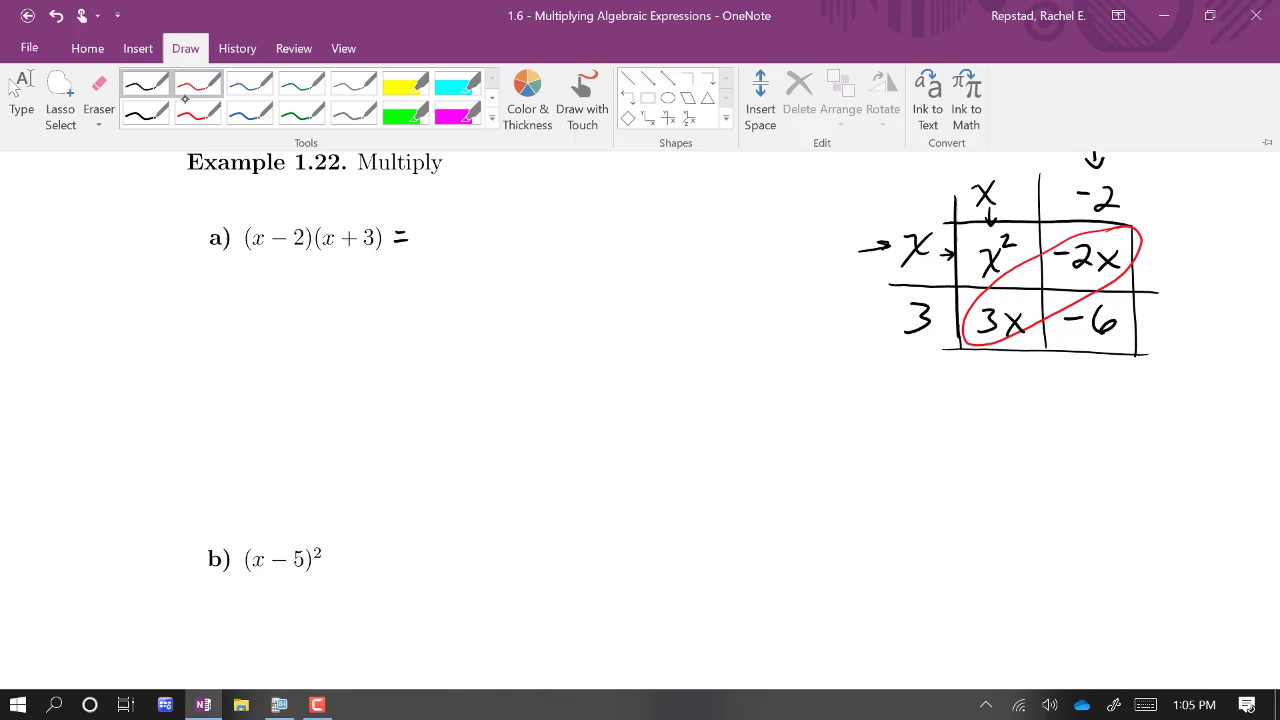 1.6 - Multiplying Algebraic Expressions - OneNote
Repstad, Rachel E.
File Home Insert Draw History Review View
Type
Lasso Select
Eraser
Color & Thickness
Draw with Touch
Insert Space
Delete
Arrange
Rotate
Ink to Text
Ink to Math
Tools Shapes Edit Convert
Example 1.22. Multiply
x -2
a) (x − 2)(x + 3) =
x x² -2x
3 3x -6
b) (x − 5)²
1:05 PM